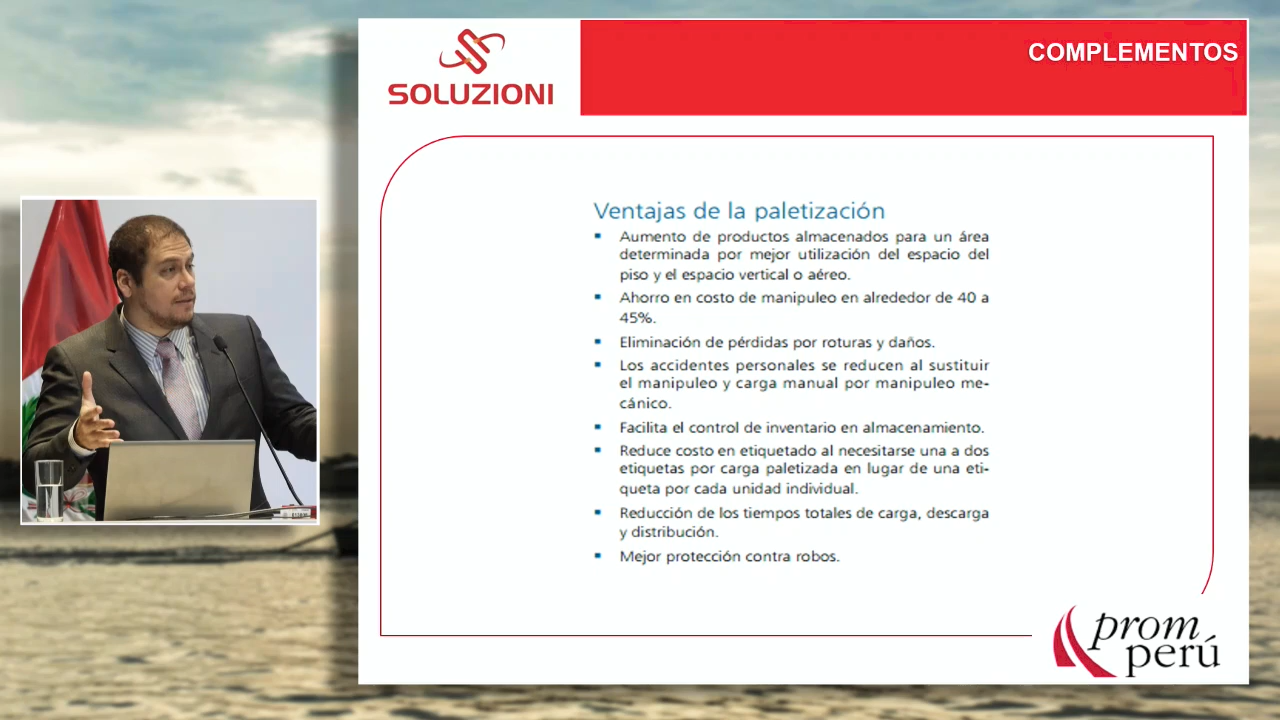 SOLUZIONI
COMPLEMENTOS
Ventajas de la paletización
▪ Aumento de productos almacenados para un área
determinada por mejor utilización del espacio del
piso y el espacio vertical o aéreo.
▪ Ahorro en costo de manipuleo en alrededor de 40 a
45%.
▪ Eliminación de pérdidas por roturas y daños.
▪ Los accidentes personales se reducen al sustituir
el manipuleo y carga manual por manipuleo me-
cánico.
▪ Facilita el control de inventario en almacenamiento.
▪ Reduce costo en etiquetado al necesitarse una a dos
etiquetas por carga paletizada en lugar de una eti-
queta por cada unidad individual.
▪ Reducción de los tiempos totales de carga, descarga
y distribución.
▪ Mejor protección contra robos.
prom
perú